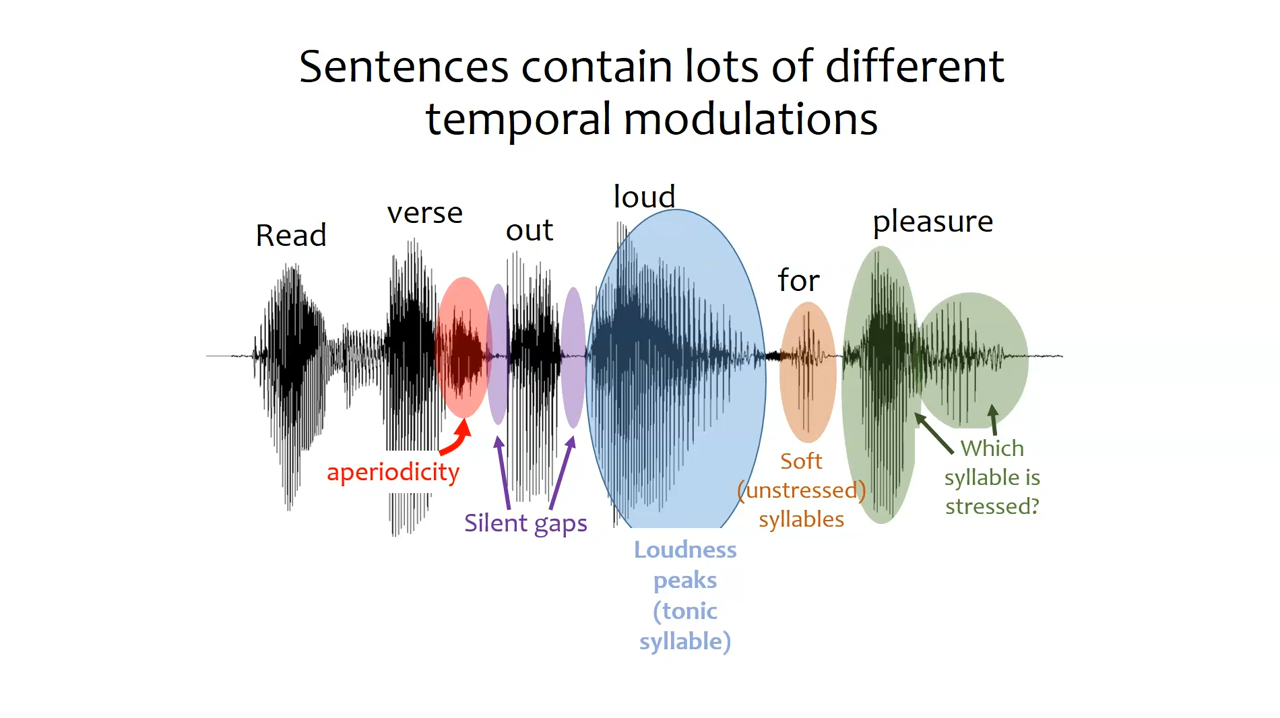 Sentences contain lots of different
temporal modulations
Read
verse
out
loud
for
pleasure
aperiodicity
Silent gaps
Loudness
peaks
(tonic
syllable)
Soft
(unstressed)
syllables
Which
syllable is
stressed?